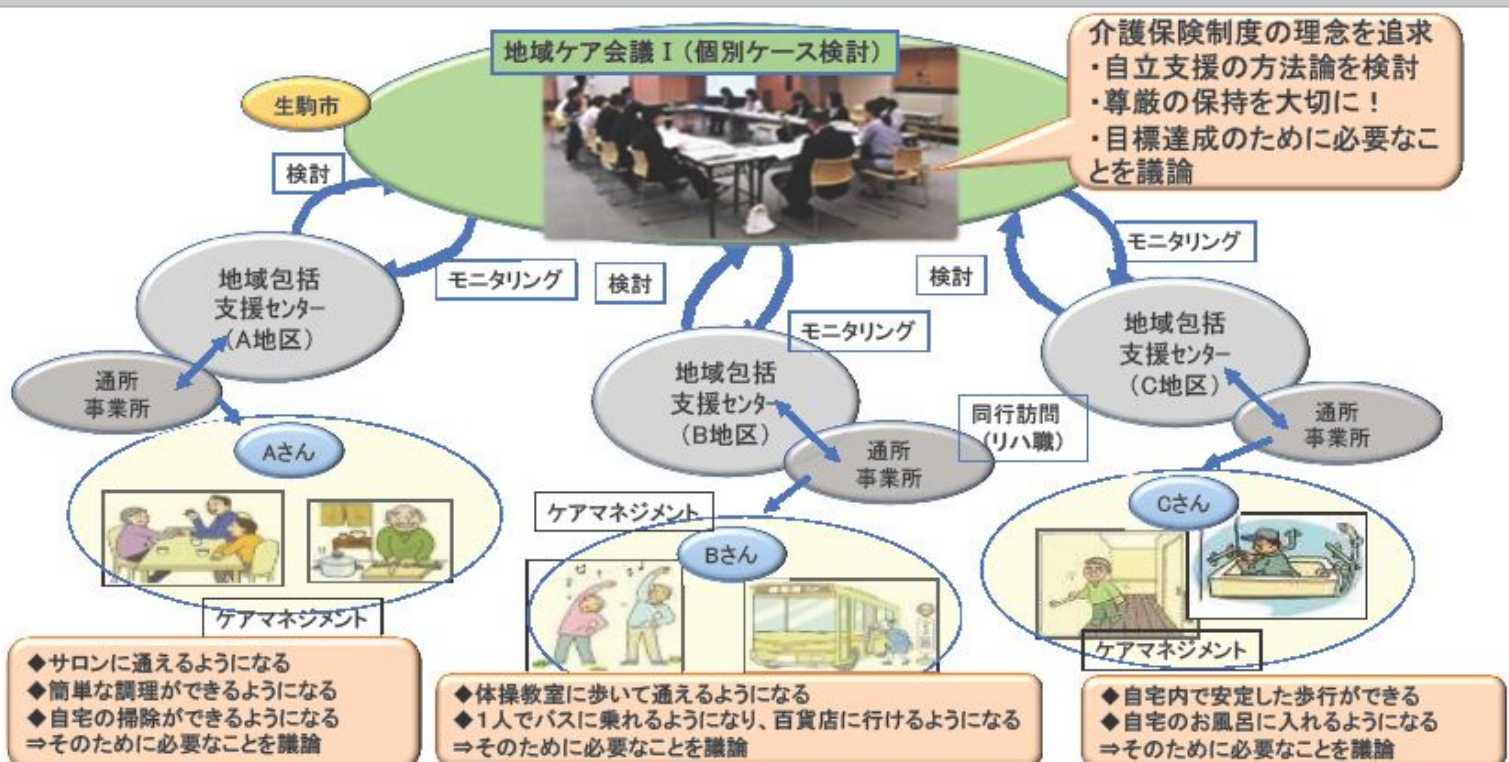 地域ケア会議Ⅰ(個別ケース検討)
介護保険制度の理念を追求
・自立支援の方法論を検討
・尊厳の保持を大切に！
・目標達成のために必要なこ
とを議論
生駒市
検討
モニタリング
検討
モニタリング
検討
モニタリング
地域包括
支援センター
(A地区)
通所
事業所
地域包括
支援センター
(B地区)
通所
事業所
同行訪問
(リハ職)
地域包括
支援センター
(C地区)
通所
事業所
Aさん
ケアマネジメント
◆サロンに通えるようになる
◆簡単な調理ができるようになる
◆自宅の掃除ができるようになる
⇒そのために必要なことを議論
ケアマネジメント
Bさん
◆体操教室に歩いて通えるようになる
◆1人でバスに乗れるようになり、百貨店に行けるようになる
⇒そのために必要なことを議論
Cさん
ケアマネジメント
◆自宅内で安定した歩行ができる
◆自宅のお風呂に入れるようになる
⇒そのために必要なことを議論